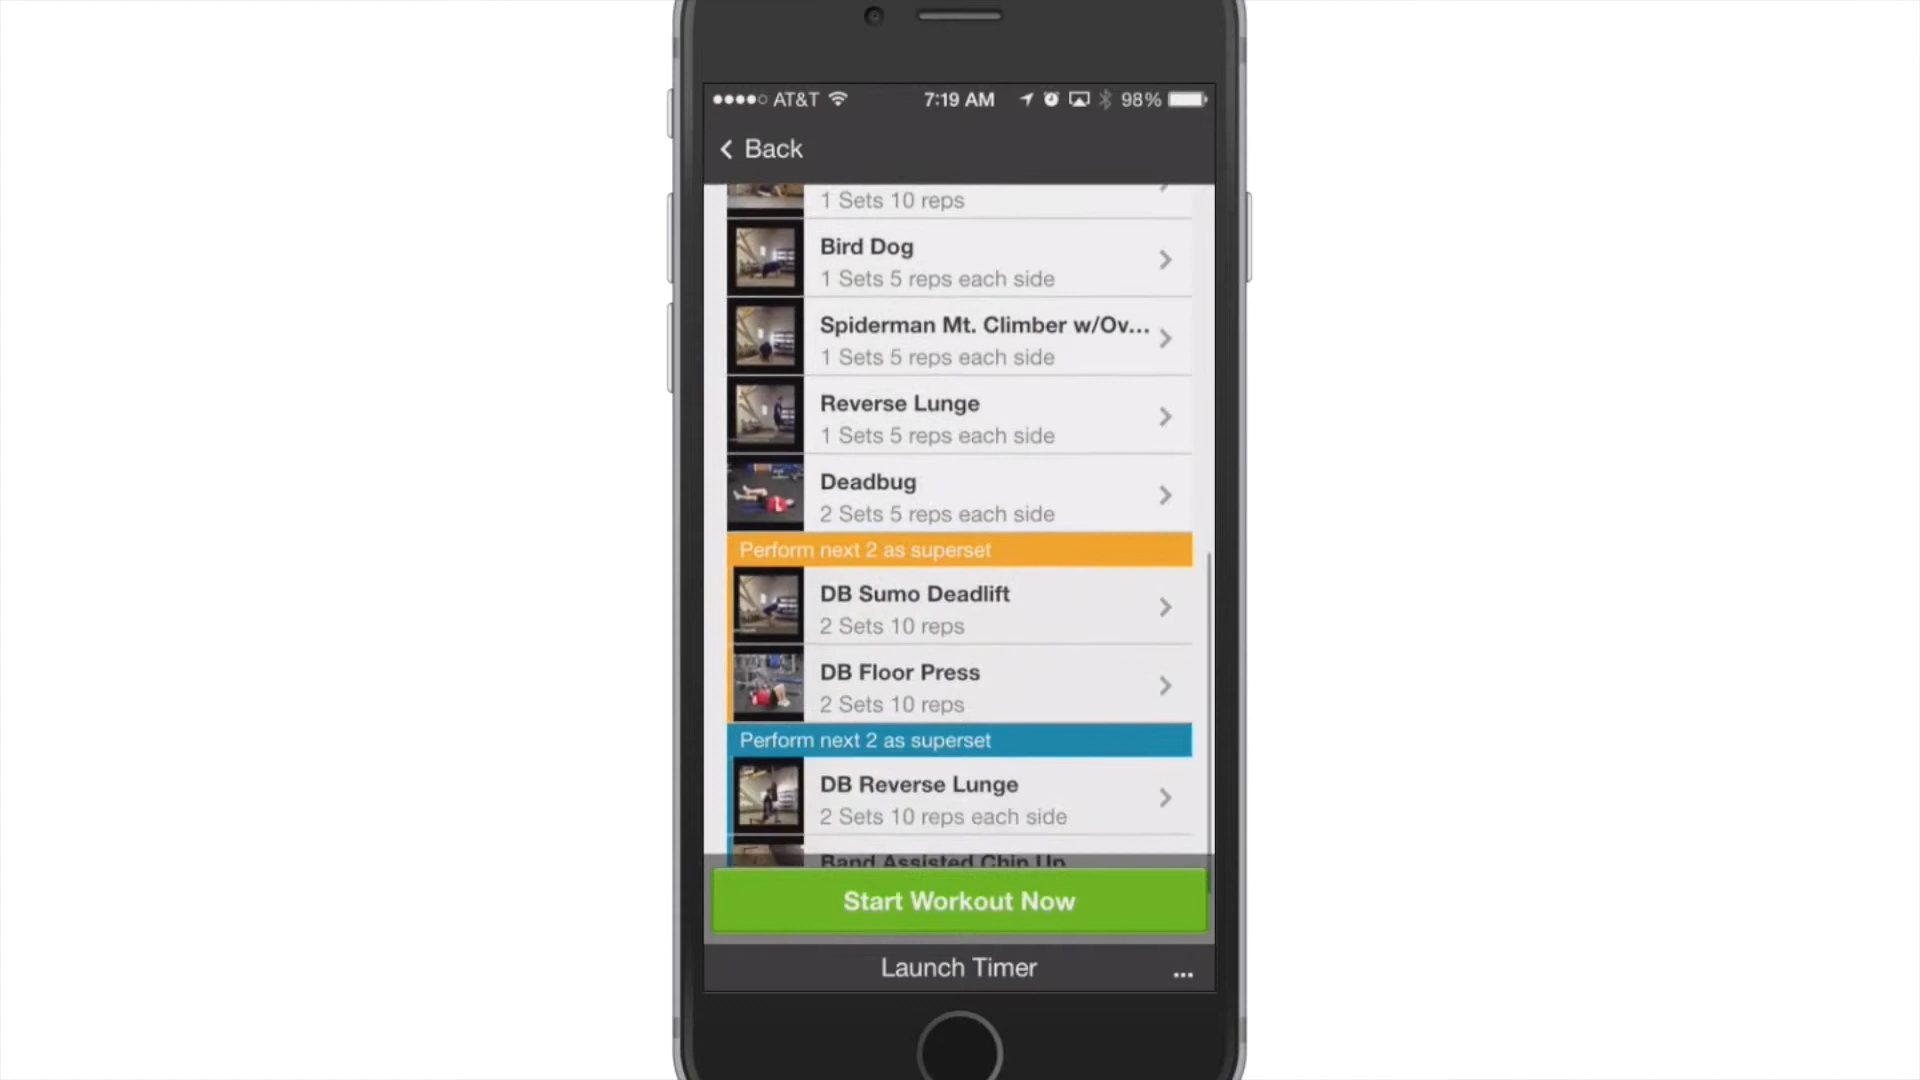 AT&T 7:19 AM 98%
Back
1 Sets 10 reps
Bird Dog
1 Sets 5 reps each side
Spiderman Mt. Climber w/Ov...
1 Sets 5 reps each side
Reverse Lunge
1 Sets 5 reps each side
Deadbug
2 Sets 5 reps each side
Perform next 2 as superset
DB Sumo Deadlift
2 Sets 10 reps
DB Floor Press
2 Sets 10 reps
Perform next 2 as superset
DB Reverse Lunge
2 Sets 10 reps each side
Band Assisted Chin Up
Start Workout Now
Launch Timer ...